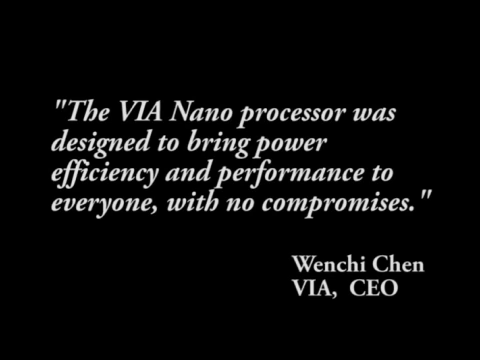 "The VIA Nano processor was
designed to bring power
efficiency and performance to
everyone, with no compromises."
Wenchi Chen
VIA, CEO